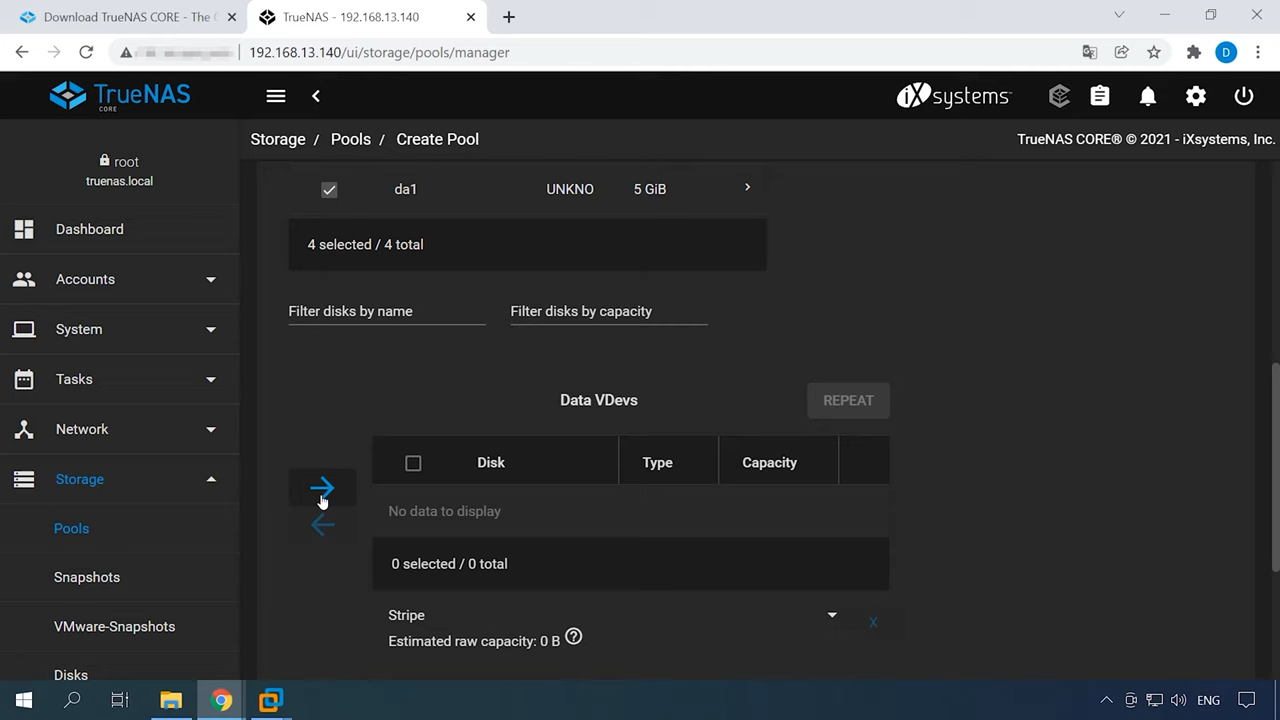 Download TrueNAS CORE - The C
TrueNAS - 192.168.13.140
192.168.13.140/ui/storage/pools/manager
D
TrueNAS
CORE
iXsystems
Storage / Pools / Create Pool
TrueNAS CORE® © 2021 - iXsystems, Inc.
root
truenas.local
Dashboard
Accounts
System
Tasks
Network
Storage
Pools
Snapshots
VMware-Snapshots
Disks
da1 UNKNO 5 GiB
4 selected / 4 total
Filter disks by name Filter disks by capacity
Data VDevs REPEAT
Disk Type Capacity
No data to display
0 selected / 0 total
Stripe
X
Estimated raw capacity: 0 B
ENG